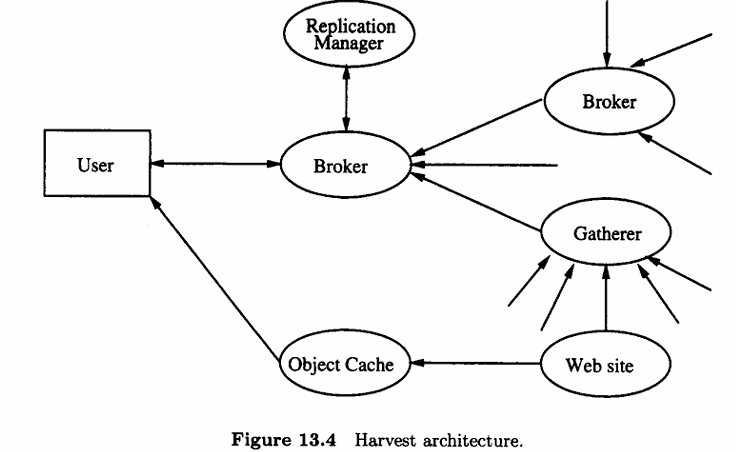 Replication
Manager
Broker
User
Broker
Gatherer
Object Cache
Web site
Figure 13.4 Harvest architecture.